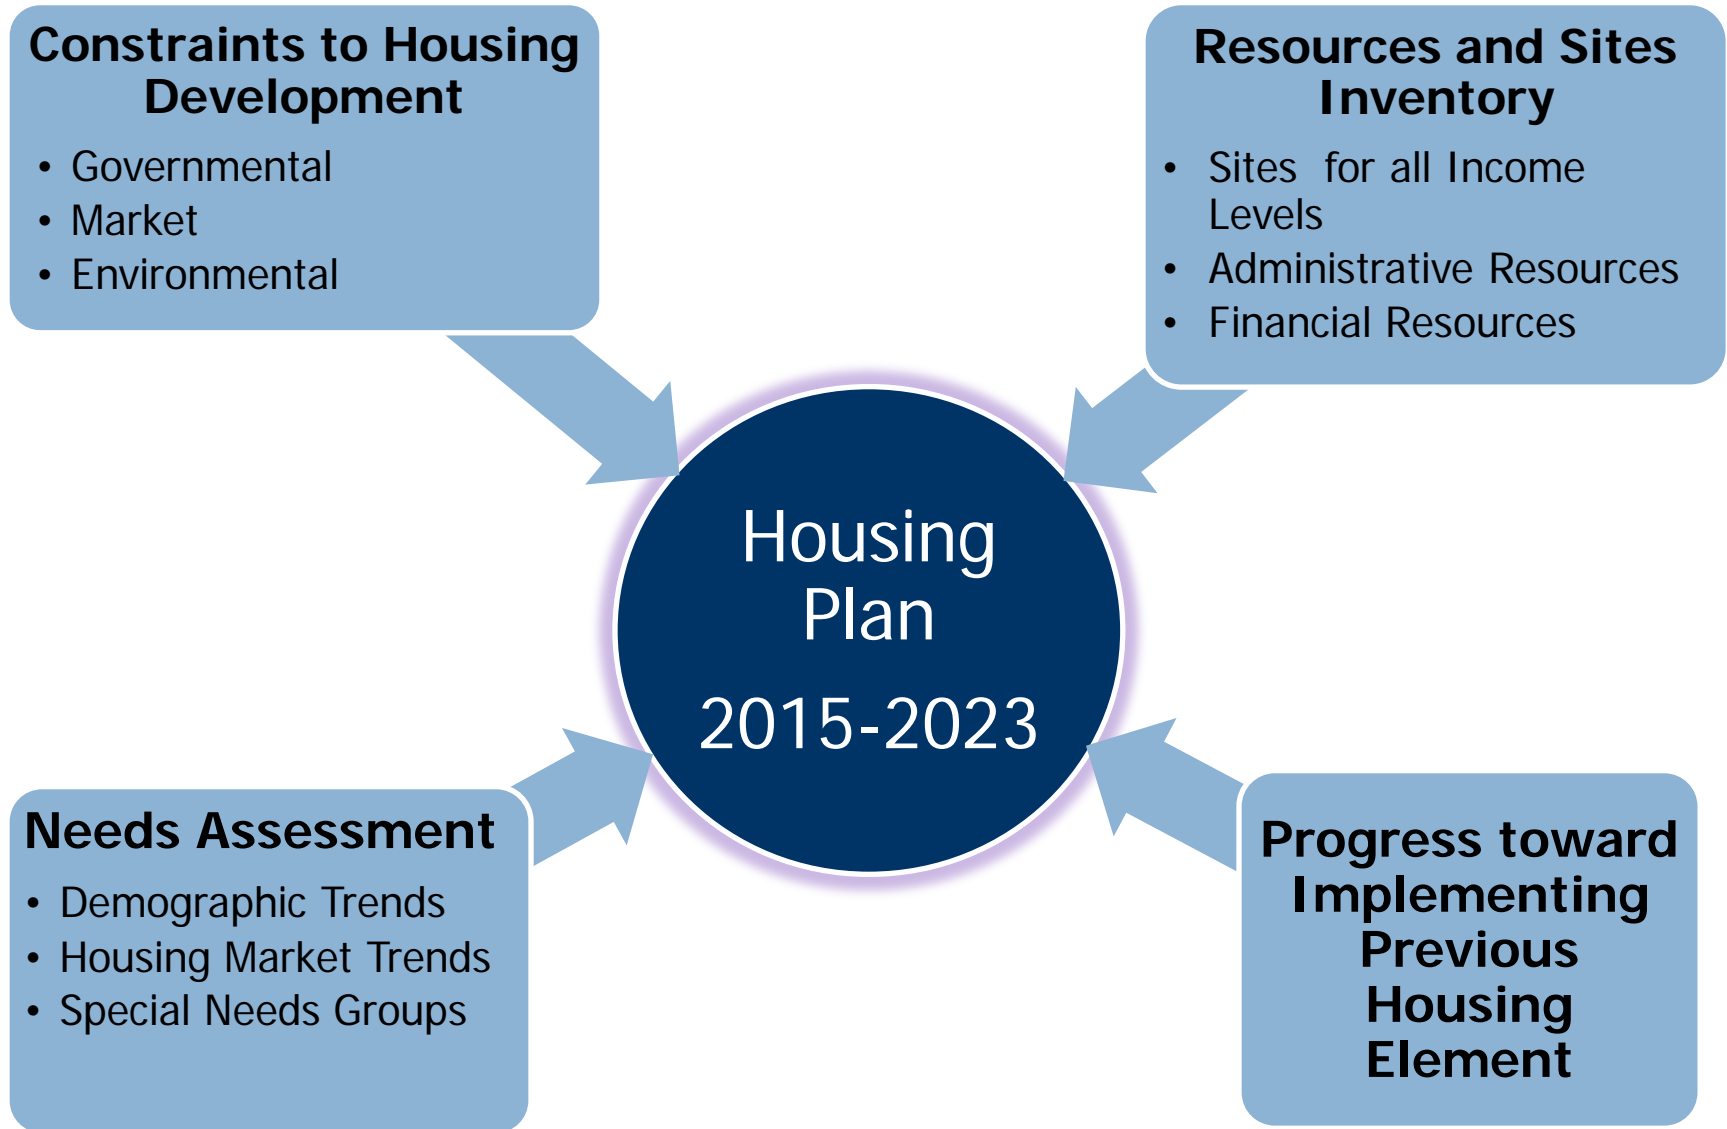 Constraints to Housing
Development
• Governmental
• Market
• Environmental
Resources and Sites
Inventory
• Sites for all Income
Levels
• Administrative Resources
• Financial Resources
Housing
Plan
2015-2023
Needs Assessment
• Demographic Trends
• Housing Market Trends
• Special Needs Groups
Progress toward
Implementing
Previous
Housing
Element